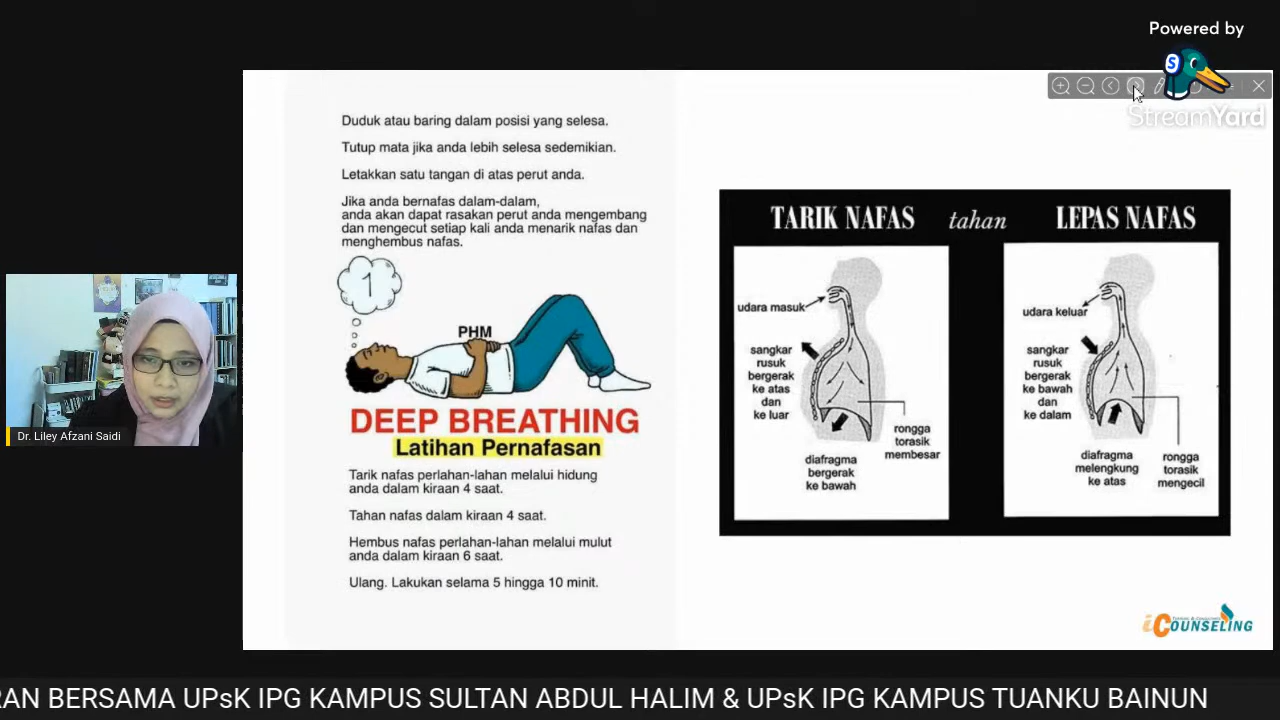 Powered by
StreamYard
Duduk atau baring dalam posisi yang selesa.
Tutup mata jika anda lebih selesa sedemikian.
Letakkan satu tangan di atas perut anda.
Jika anda bernafas dalam-dalam,
anda akan dapat rasakan perut anda mengembang
dan mengecut setiap kali anda menarik nafas dan
menghembus nafas.
1
PHM
DEEP BREATHING
Latihan Pernafasan
Tarik nafas perlahan-lahan melalui hidung
anda dalam kiraan 4 saat.
Tahan nafas dalam kiraan 4 saat.
Hembus nafas perlahan-lahan melalui mulut
anda dalam kiraan 6 saat.
Ulang. Lakukan selama 5 hingga 10 minit.
TARIK NAFAS tahan LEPAS NAFAS
udara masuk
sangkar
rusuk
bergerak
ke atas
dan
ke luar
diafragma
bergerak
ke bawah
rongga
torasik
membesar
udara keluar
sangkar
rusuk
bergerak
ke bawah
dan
ke dalam
diafragma
melengkung
ke atas
rongga
torasik
mengecil
iCOUNSELING
Dr. Liley Afzani Saidi
RAN BERSAMA UPsK IPG KAMPUS SULTAN ABDUL HALIM & UPsK IPG KAMPUS TUANKU BAINUN